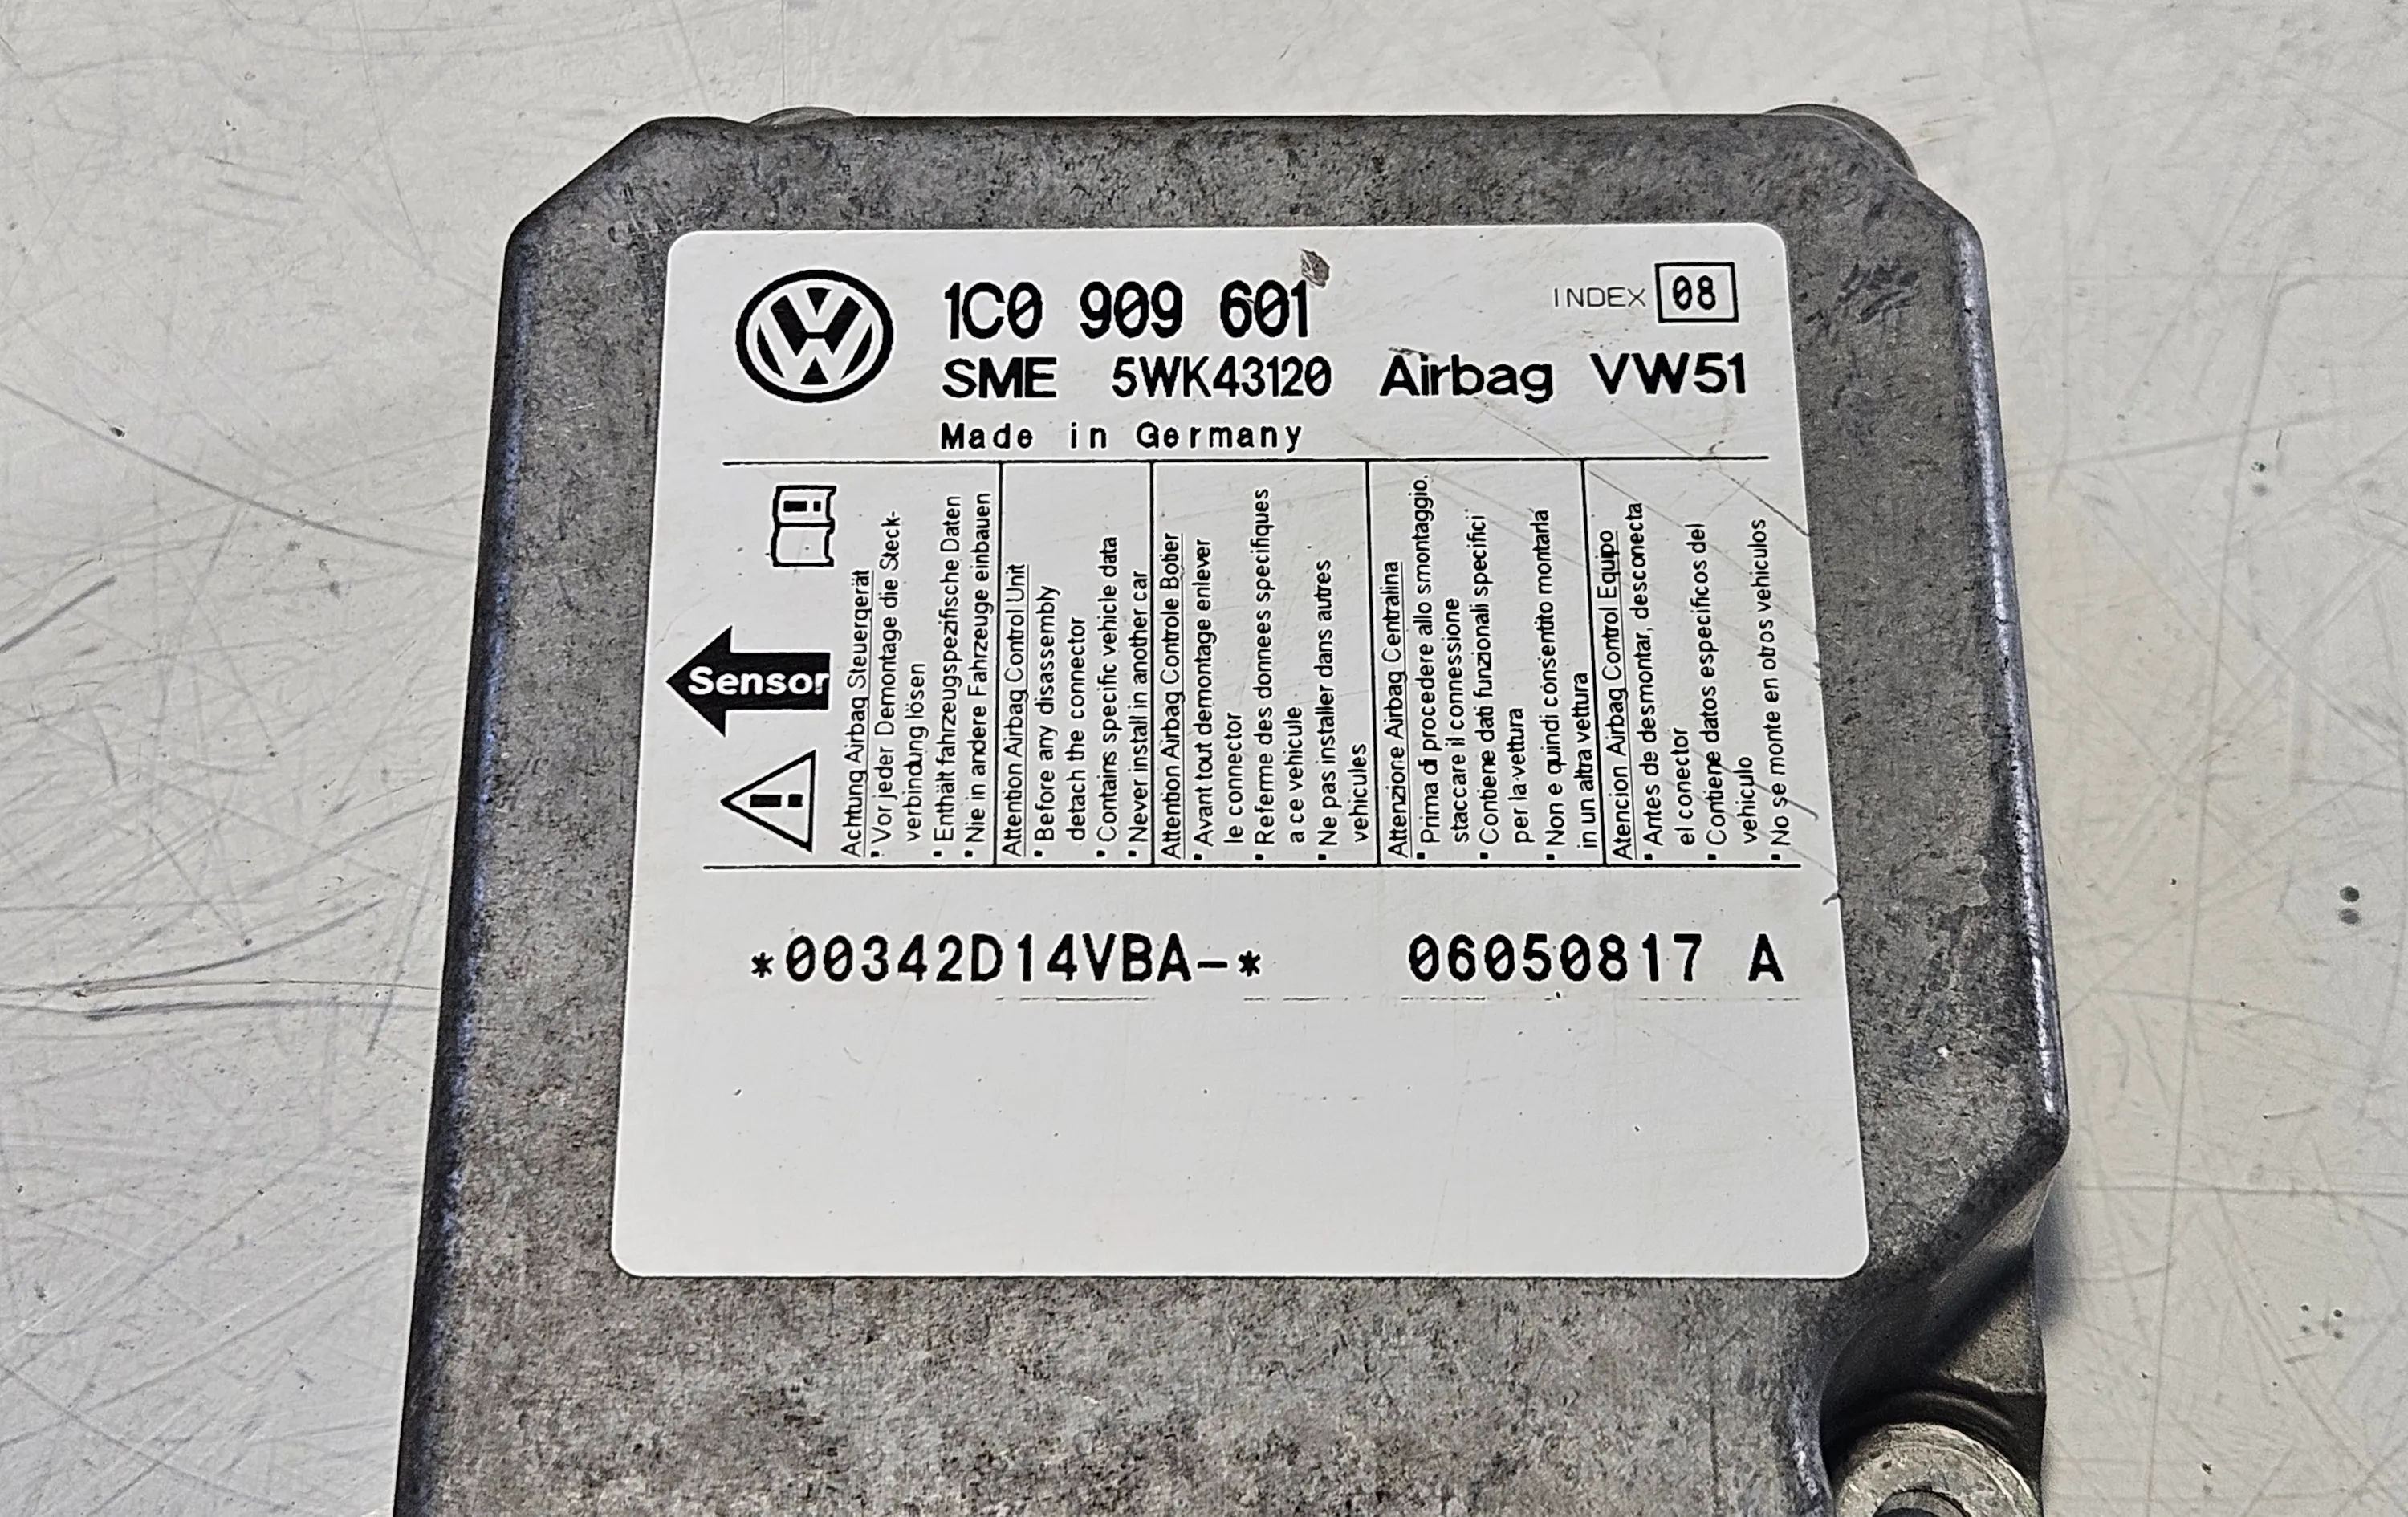 1C0 909 601
INDEX 08
SME 5WK43120 Airbag VW51
Made in Germany
Sensor
Achtung Airbag Steuergerät
▪ Vor jeder Demontage die Steck-
verbindung lösen
▪ Enthält fahrzeugspezifische Daten
▪ Nie in andere Fahrzeuge einbauen
Attention Airbag Control Unit
▪ Before any disassembly
detach the connector
▪ Contains specific vehicle data
▪ Never install in another car
Attention Airbag Controle Boitier
▪ Avant tout demontage enlever
le connector
▪ Referme des donnees specifiques
a ce vehicule
▪ Ne pas installer dans autres
vehicules
Attenzione Airbag Centralina
▪ Prima di procedere allo smontaggio,
staccare il connessione
▪ Contiene dati funzionali specifici
per la vettura
▪ Non e quindi consentito montarla
in un altra vettura
Atencion Airbag Control Equipo
▪ Antes de desmontar, desconecta
el conector
▪ Contiene datos especificos del
vehiculo
▪ No se monte en otros vehiculos
*00342D14VBA-* 06050817 A